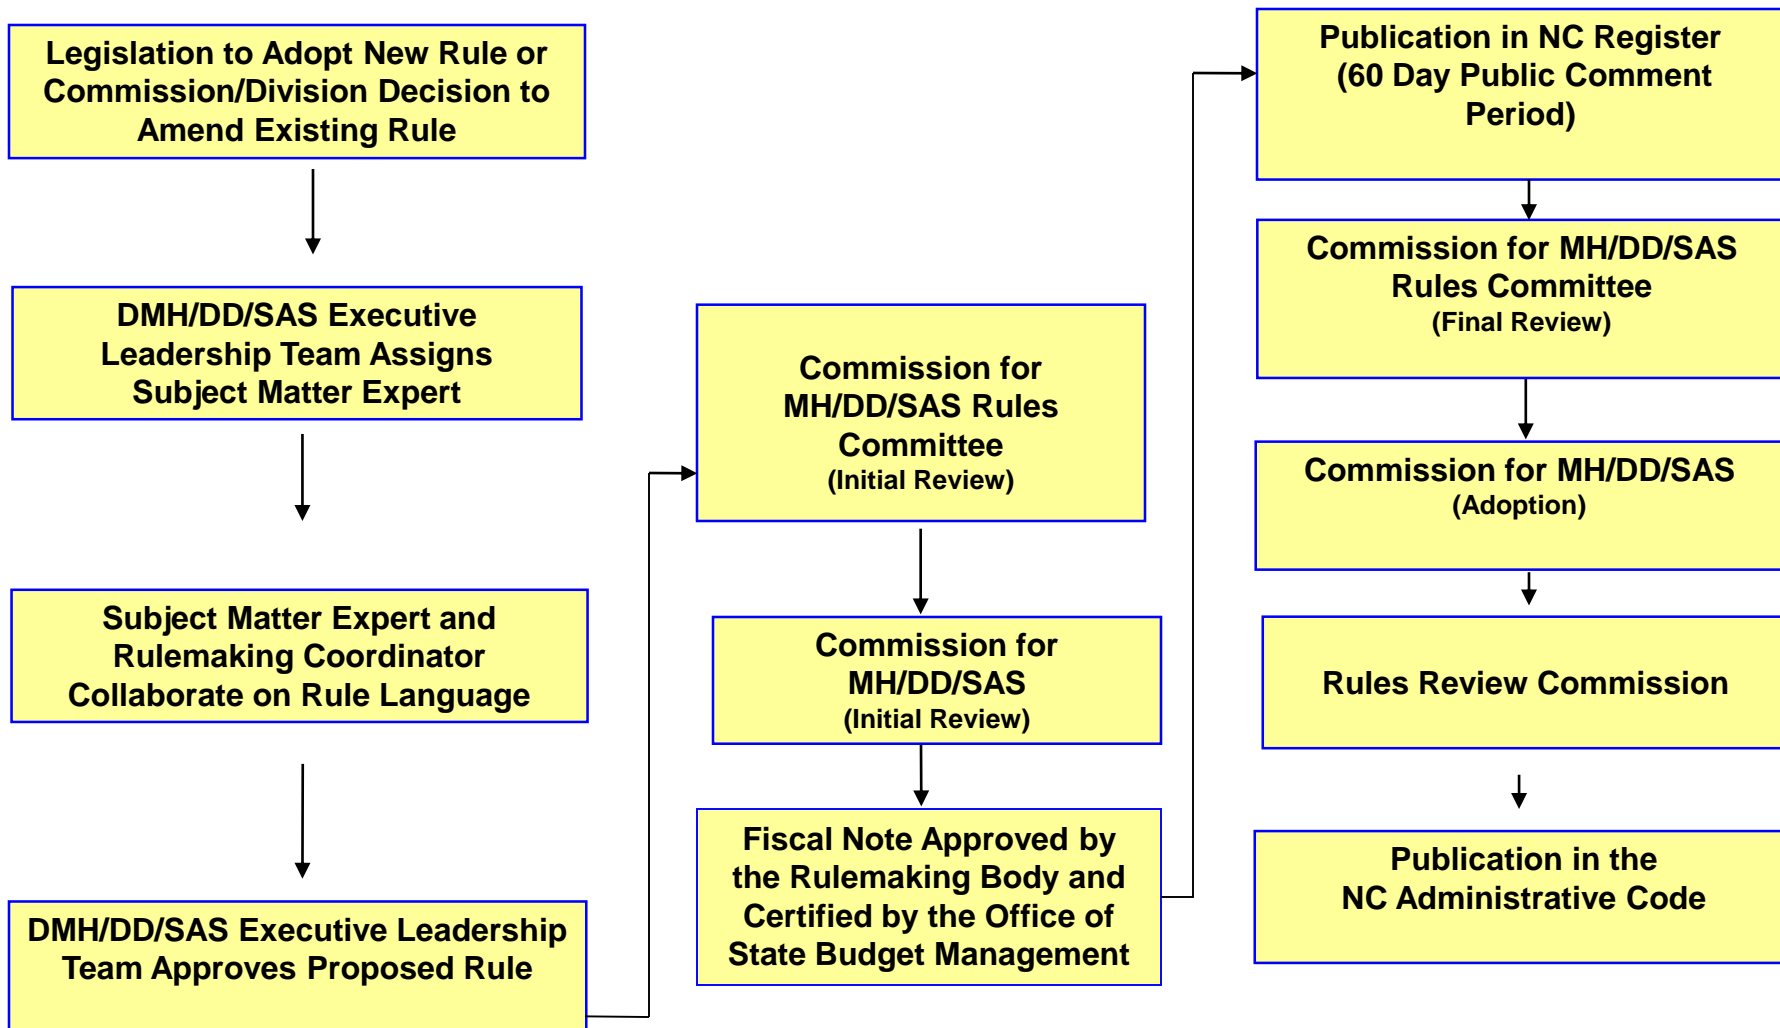 Legislation to Adopt New Rule or
Commission/Division Decision to
Amend Existing Rule
DMH/DD/SAS Executive
Leadership Team Assigns
Subject Matter Expert
Subject Matter Expert and
Rulemaking Coordinator
Collaborate on Rule Language
DMH/DD/SAS Executive Leadership
Team Approves Proposed Rule
Commission for
MH/DD/SAS Rules
Committee
(Initial Review)
Commission for
MH/DD/SAS
(Initial Review)
Fiscal Note Approved by
the Rulemaking Body and
Certified by the Office of
State Budget Management
Publication in NC Register
(60 Day Public Comment
Period)
Commission for MH/DD/SAS
Rules Committee
(Final Review)
Commission for MH/DD/SAS
(Adoption)
Rules Review Commission
Publication in the
NC Administrative Code